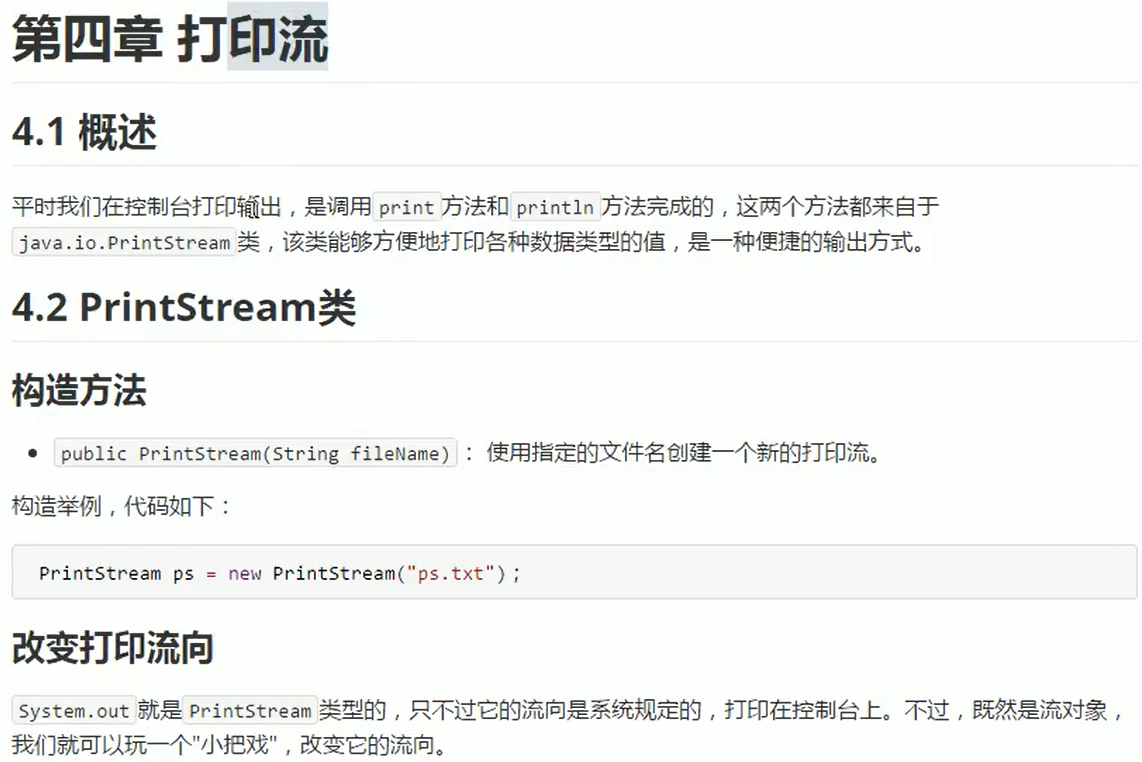 第四章 打印流
4.1 概述
平时我们在控制台打印输出，是调用print方法和println方法完成的，这两个方法都来自于
java.io.PrintStream类，该类能够方便地打印各种数据类型的值，是一种便捷的输出方式。
4.2 PrintStream类
构造方法
• public PrintStream(String fileName) ： 使用指定的文件名创建一个新的打印流。
构造举例，代码如下：
PrintStream ps = new PrintStream("ps.txt")；
改变打印流向
System.out就是PrintStream类型的，只不过它的流向是系统规定的，打印在控制台上。不过，既然是流对象，
我们就可以玩一个"小把戏"，改变它的流向。